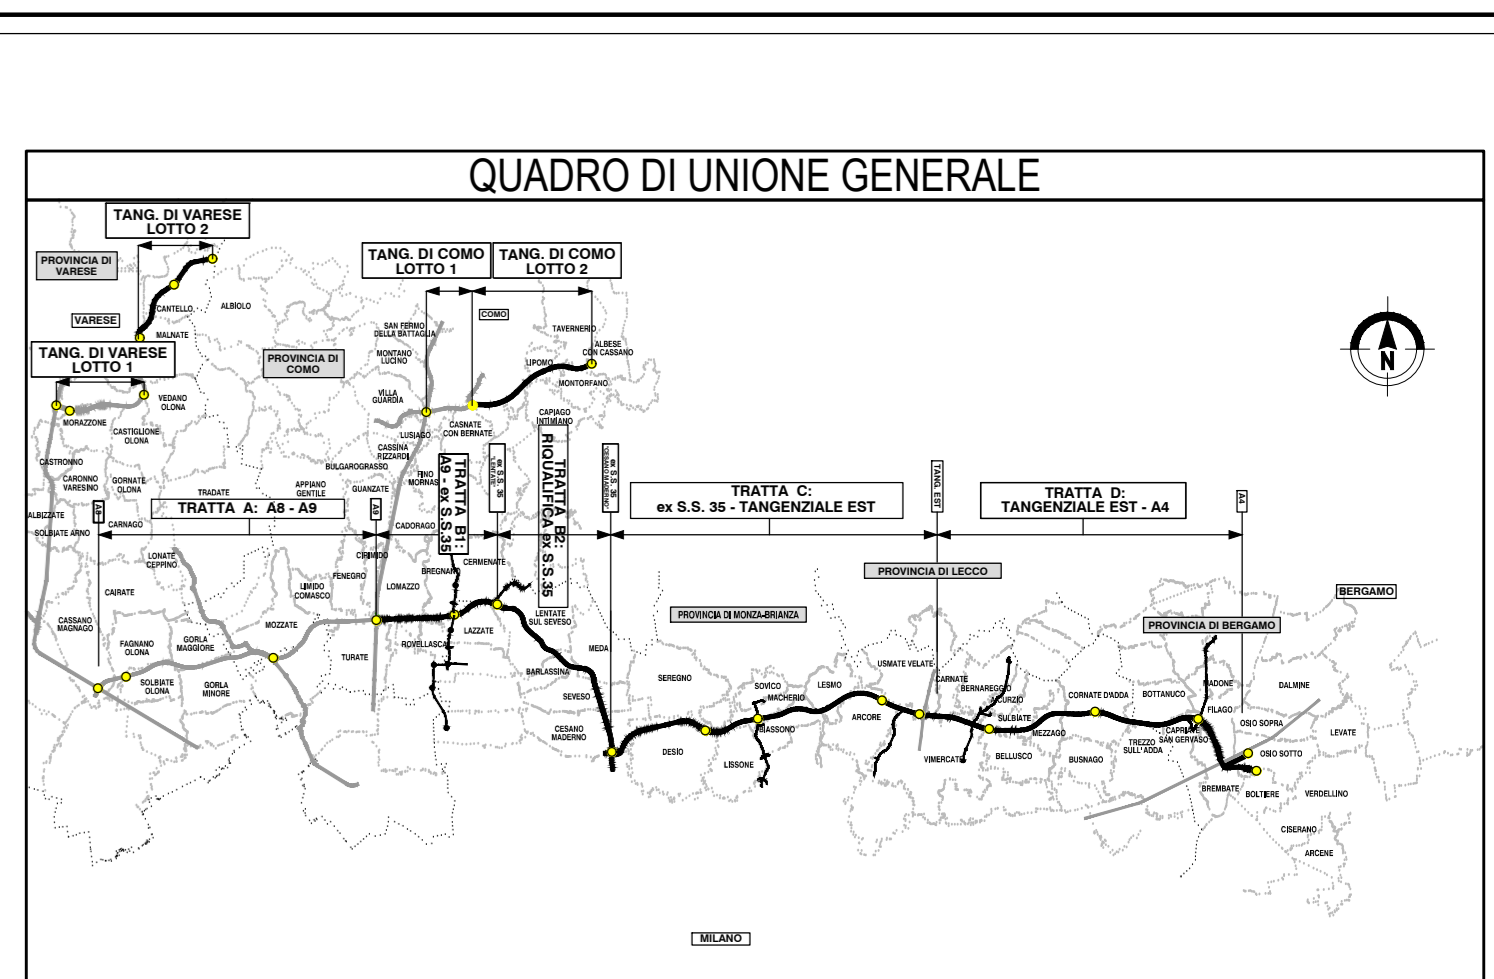 QUADRO DI UNIONE GENERALE
TANG. DI VARESE
LOTTO 2
PROVINCIA DI
VARESE
CANTELLO
ALBIOLO
VARESE
MALNATE
TANG. DI VARESE
LOTTO 1
PROVINCIA DI
COMO
TANG. DI COMO
LOTTO 1
TANG. DI COMO
LOTTO 2
COMO
SAN FERMO
DELLA BATTAGLIA
TAVERNERIO
MONTANO
LUCINO
ALBESE
CON CASSANO
LIPOMO
MONTORFANO
VILLA
GUARDIA
VEDANO
OLONA
MORAZZONE
CASTIGLIONE
OLONA
CAPIAGO
INTIMIANO
CASNATE
CON BERNATE
LUSIAGO
CASSINA
RIZZARDI
BULGAROGRASSO
FINO
MORNAS
CASTRONNO
CARONNO
VARESINO
GORNATE
OLONA
TRADATE
APPIANO
GENTILE
GUANZATE
ALBIZZATE
SOLBIATE ARNO
CARNAGO
A8
TRATTA A: A8 - A9
A9
CADORAGO
TRATTA B1:
A9 - ex S.S.35
ex S.S. 35
"LENTATE"
TRATTA B2:
RIQUALIFICA ex S.S.35
ex S.S. 35
"CESANO MADERNO"
TRATTA C:
ex S.S. 35 - TANGENZIALE EST
TANG. EST
TRATTA D:
TANGENZIALE EST - A4
A4
N
LONATE
CEPPINO
CIRIMIDO
FENEGRO
LOMAZZO
BREGNANO
CERMENATE
LIMIDO
COMASCO
CAIRATE
CASSANO
MAGNAGO
MOZZATE
FAGNANO
OLONA
GORLA
MAGGIORE
SOLBIATE
OLONA
GORLA
MINORE
TURATE
ROVELLASCA
LAZZATE
LENTATE
SUL SEVESO
MEDA
BARLASSINA
SEVESO
CESANO
MADERNO
PROVINCIA DI LECCO
PROVINCIA DI MONZA-BRIANZA
PROVINCIA DI BERGAMO
BERGAMO
SEREGNO
SOVICO
MACHERIO
LESMO
USMATE VELATE
CARNATE
BERNAREGGIO
CORNATE D'ADDA
BOTTANUCO
MADONE
DALMINE
FILAGO
OSIO SOPRA
SULBIATE
MEZZAGO
ARCORE
BIASSONO
DESIO
LISSONE
VIMERCATE
BELLUSCO
BUSNAGO
TREZZO
SULL'ADDA
CAPRIATE
SAN GERVASO
LEVATE
OSIO SOTTO
BREMBATE
BOLTIERE
VERDELLINO
CISERANO
ARCENE
MILANO